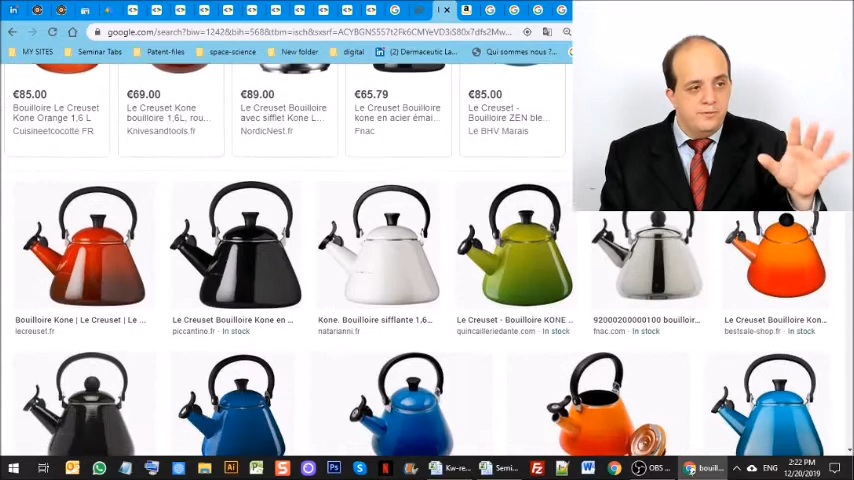 google.com/search?biw=1242&bih=568&tbm=isch&sxsrf=ACYBGNS557t2Fk6CMYeVD3iS80x7dfs2Mw...
MY SITES Seminar Tabs Patent-files space-science New folder digital (2) Dermaceutic La... Qui sommes nous ?...
€85.00
Bouilloire Le Creuset
Kone Orange 1,6 L
Cuisineetcocotte FR
€69.00
Le Creuset Kone
bouilloire 1,6L, rou...
Knivesandtools.fr
€89.00
Le Creuset Bouilloire
avec sifflet Kone L...
NordicNest.fr
€65.79
Le Creuset Bouilloire
kone en acier émai...
Fnac
€85.00
Le Creuset -
Bouilloire ZEN ble...
Le BHV Marais
Bouilloire Kone | Le Creuset | Le ...
lecreuset.fr
Le Creuset Bouilloire Kone en ...
piccantino.fr · In stock
Kone. Bouilloire sifflante 1,6...
natarianni.fr
Le Creuset - Bouilloire KONE ...
quincailleriedante.com · In stock
92000200000100 bouilloir...
fnac.com · In stock
Le Creuset Bouilloire Kon...
bestsale-shop.fr · In stock
Kw-re... Semi... OBS ... bouill... ENG
2:22 PM
12/20/2019